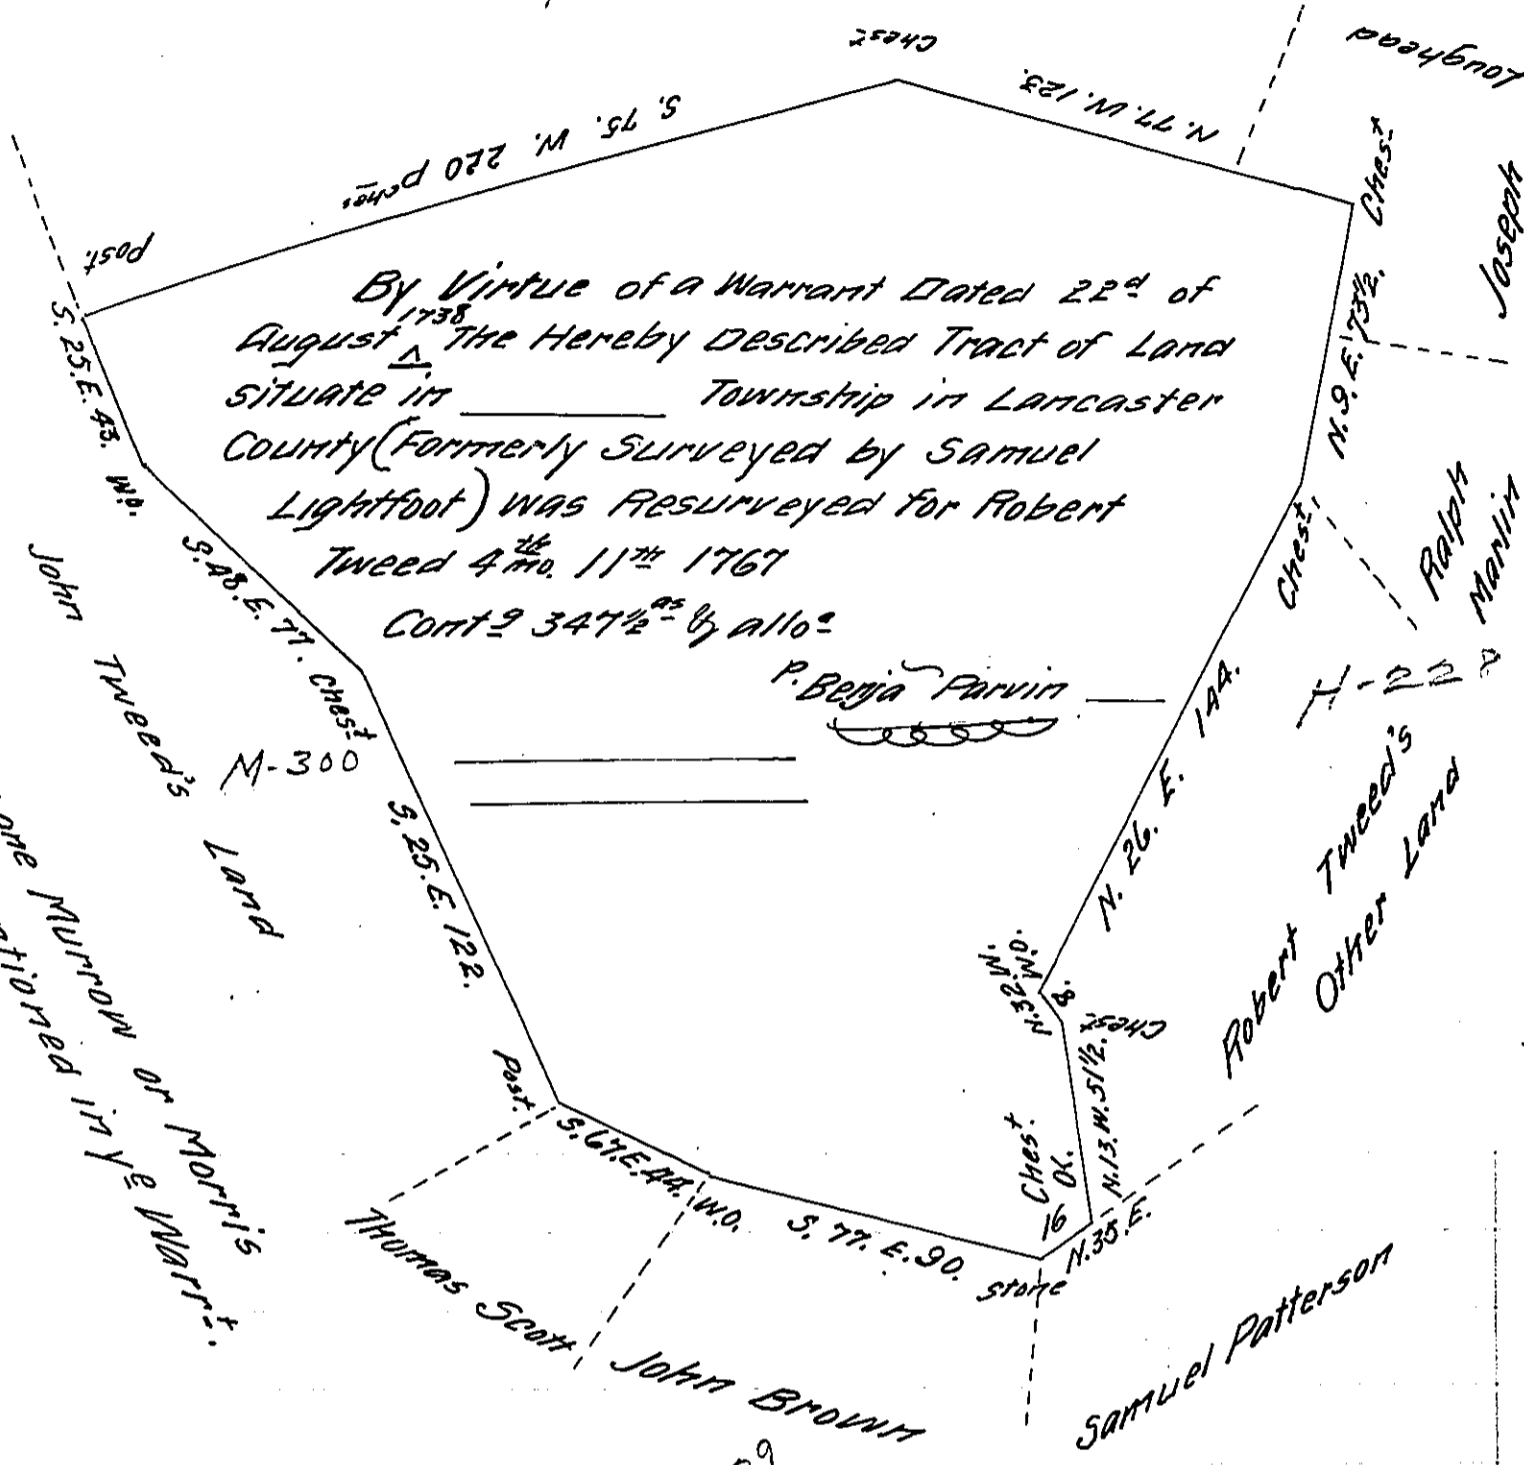 Chest
N. 77. W. 123.
S. 75. W. 220 pches
Post.
Loughead
Joseph
Chest
N. 9. E. 73½.
By Virtue of a Warrant Dated 22d of
1738
August ^ The Hereby Described Tract of Land
situate in ________ Township in Lancaster
County (Formerly Surveyed by Samuel
Lightfoot) was Resurveyed for Robert
Tweed 4th mo. 11th 1767
Contg 347½ as & alloe
P. Benja Parvin
S. 25. E. 43.
W.O.
S. 48. E. 77. Chest
M-300
S. 25. E. 122.
John Tweed's Land
one Murrow or Morris
in ye Warrt.
Ralph
Marlin
Chest.
N. 26. E. 144.
Robert Tweed's
Other Land
N. 32. W.
8.
W.O.
Chest.
N. 13. W. 51½.
Chest.
O.
16
N. 35. E.
Post.
S. 67. E. 44. W.O.
S. 77. E. 90.
Stone
Thomas Scott
John Brown
Samuel Patterson